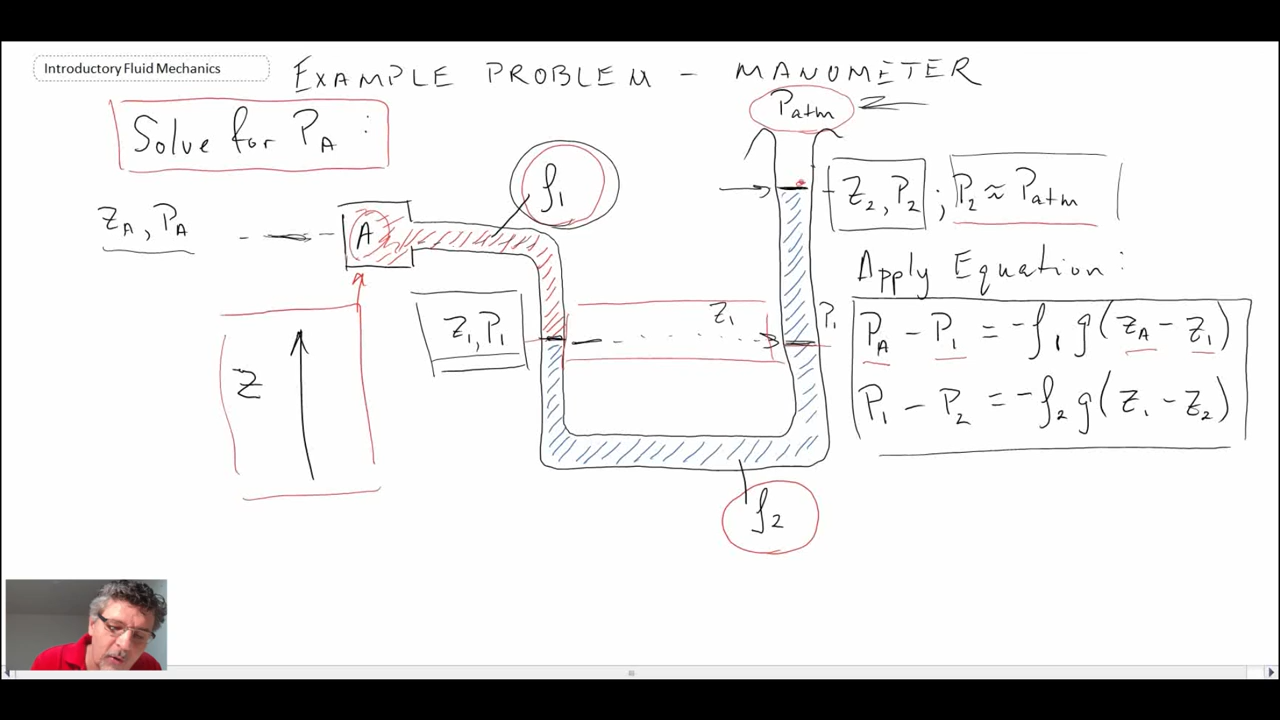 Introductory Fluid Mechanics
EXAMPLE PROBLEM - MANOMETER
Patm
Solve for PA :
ρ1
Z2, P2 ; P2 ≈ Patm
ZA, PA
A
Apply Equation:
Z1, P1
Z1
P1
PA - P1 = -ρ1 g(ZA - Z1)
Z
P1 - P2 = -ρ2 g(Z1 - Z2)
ρ2